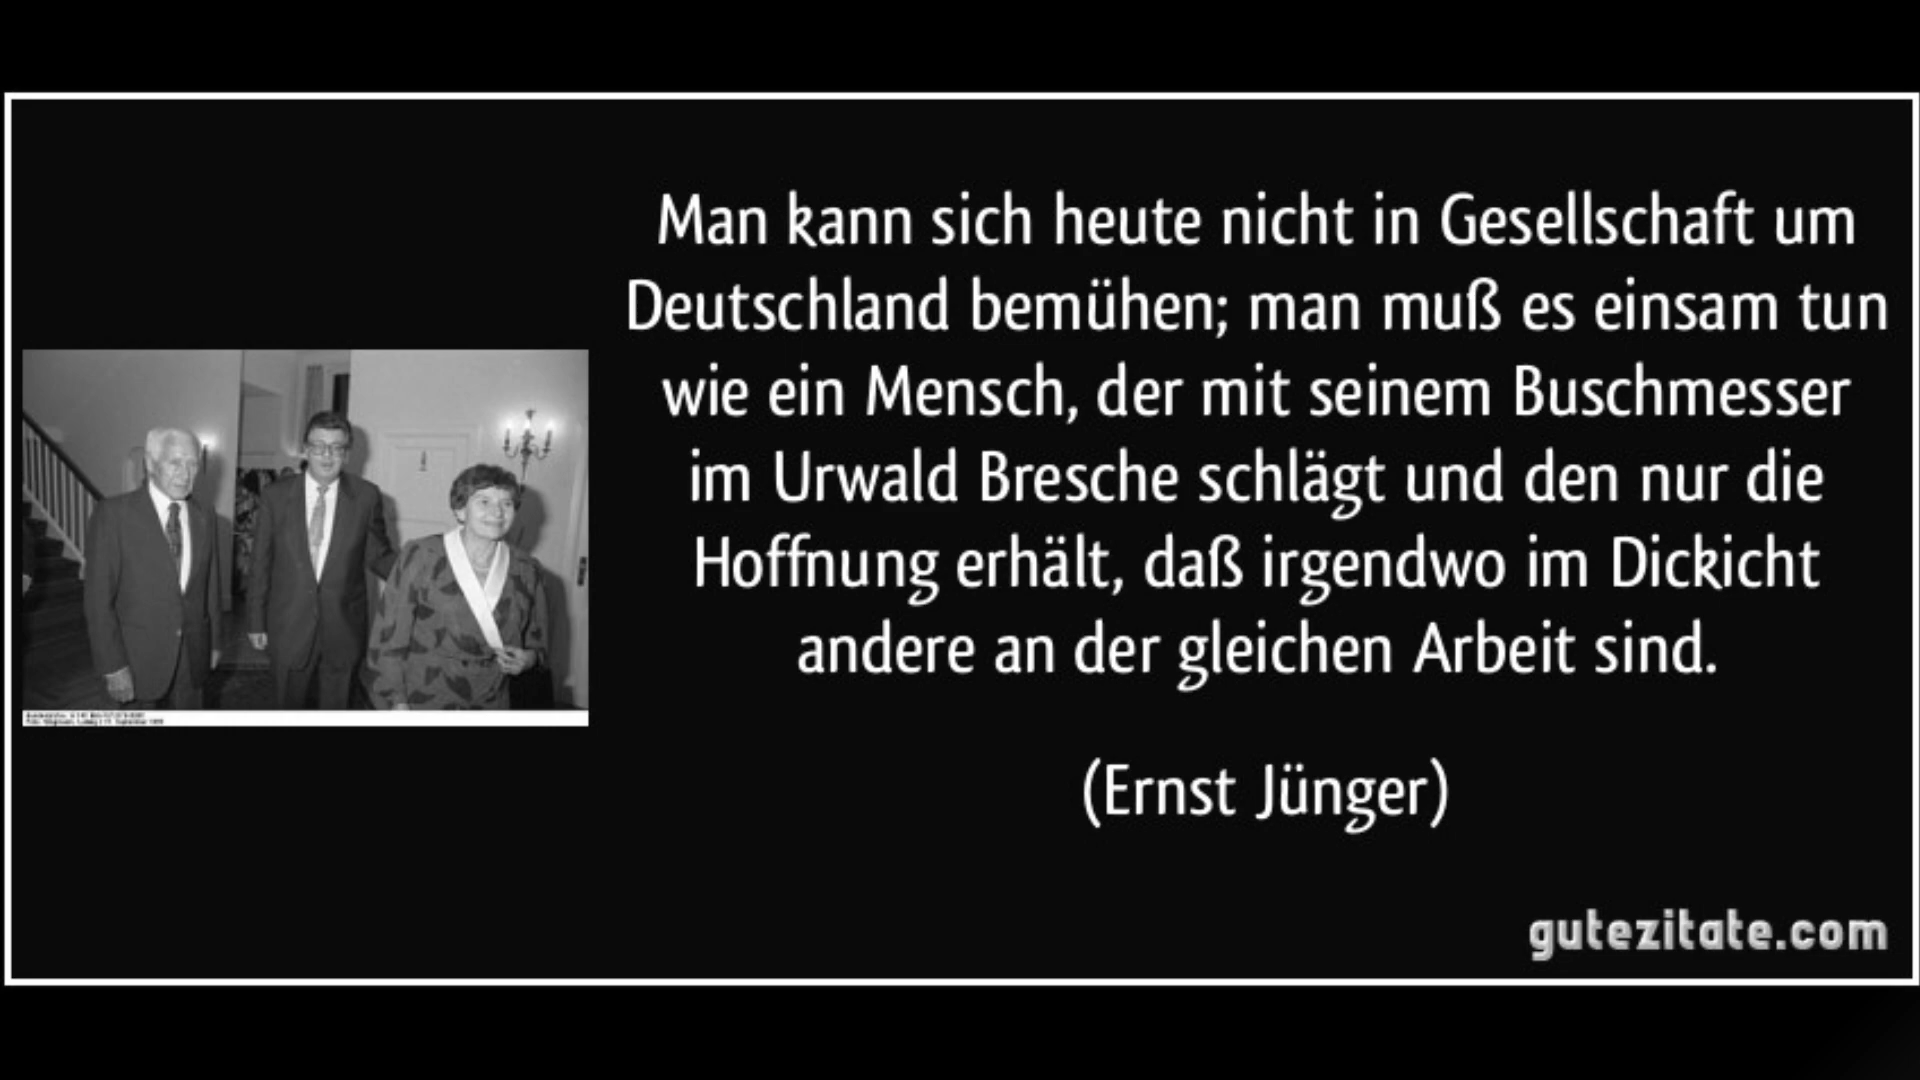 Man kann sich heute nicht in Gesellschaft um
Deutschland bemühen; man muß es einsam tun
wie ein Mensch, der mit seinem Buschmesser
im Urwald Bresche schlägt und den nur die
Hoffnung erhält, daß irgendwo im Dickicht
andere an der gleichen Arbeit sind.
(Ernst Jünger)
gutezitate.com